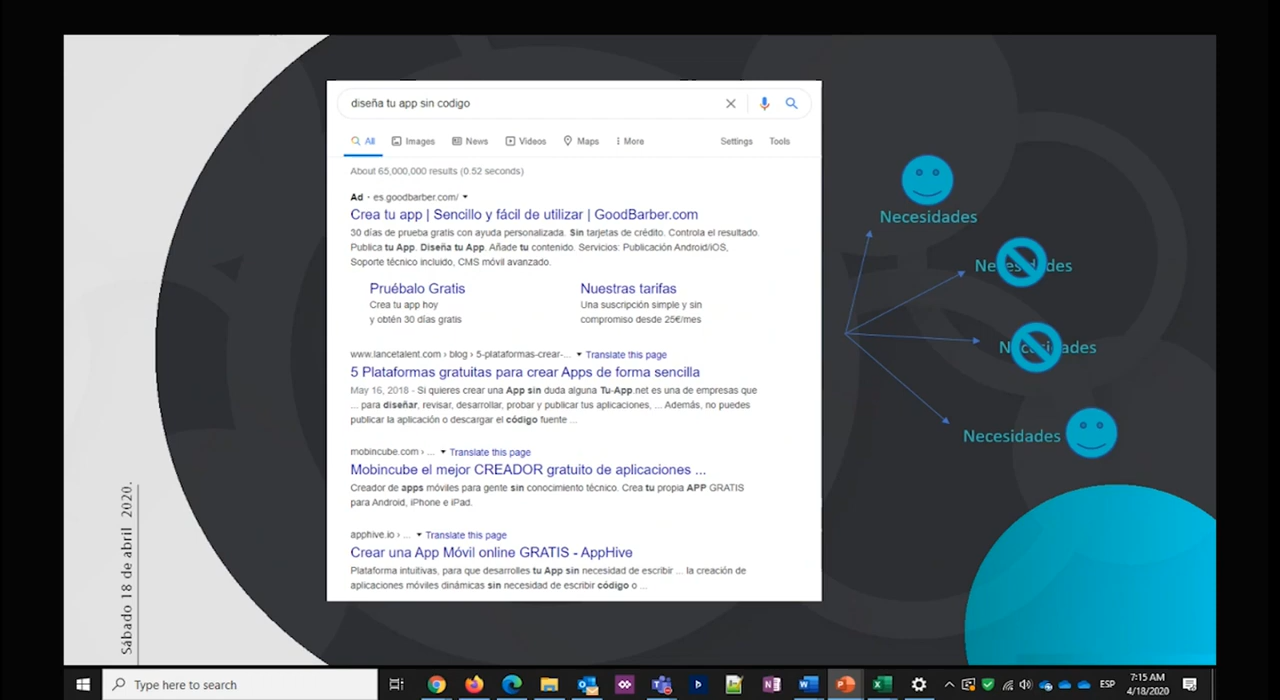 diseña tu app sin codigo
All Images News Videos Maps More Settings Tools
About 65,000,000 results (0.52 seconds)
Ad · es.goodbarber.com/
Crea tu app | Sencillo y fácil de utilizar | GoodBarber.com
30 días de prueba gratis con ayuda personalizada. Sin tarjetas de crédito. Controla el resultado.
Publica tu App. Diseña tu App. Añade tu contenido. Servicios: Publicación Android/iOS,
Soporte técnico incluido, CMS móvil avanzado.
Pruébalo Gratis
Crea tu app hoy
y obtén 30 días gratis
Nuestras tarifas
Una suscripción simple y sin
compromiso desde 25€/mes
www.lancetalent.com › blog › 5-plataformas-crear-... Translate this page
5 Plataformas gratuitas para crear Apps de forma sencilla
May 16, 2018 - Si quieres crear una App sin duda alguna Tu-App.net es una de empresas que
... para diseñar, revisar, desarrollar, probar y publicar tus aplicaciones, ... Además, no puedes
publicar la aplicación o descargar el código fuente ...
mobincube.com › ... Translate this page
Mobincube el mejor CREADOR gratuito de aplicaciones ...
Creador de apps móviles para gente sin conocimiento técnico. Crea tu propia APP GRATIS
para Android, iPhone e iPad.
apphive.io › ... Translate this page
Crear una App Móvil online GRATIS - AppHive
Plataforma intuitivas, para que desarrolles tu App sin necesidad de escribir ... la creación de
aplicaciones móviles dinámicas sin necesidad de escribir código o ...
Necesidades
Necesidades
Necesidades
Necesidades
Sábado 18 de abril 2020.
Type here to search
ESP
7:15 AM
4/18/2020